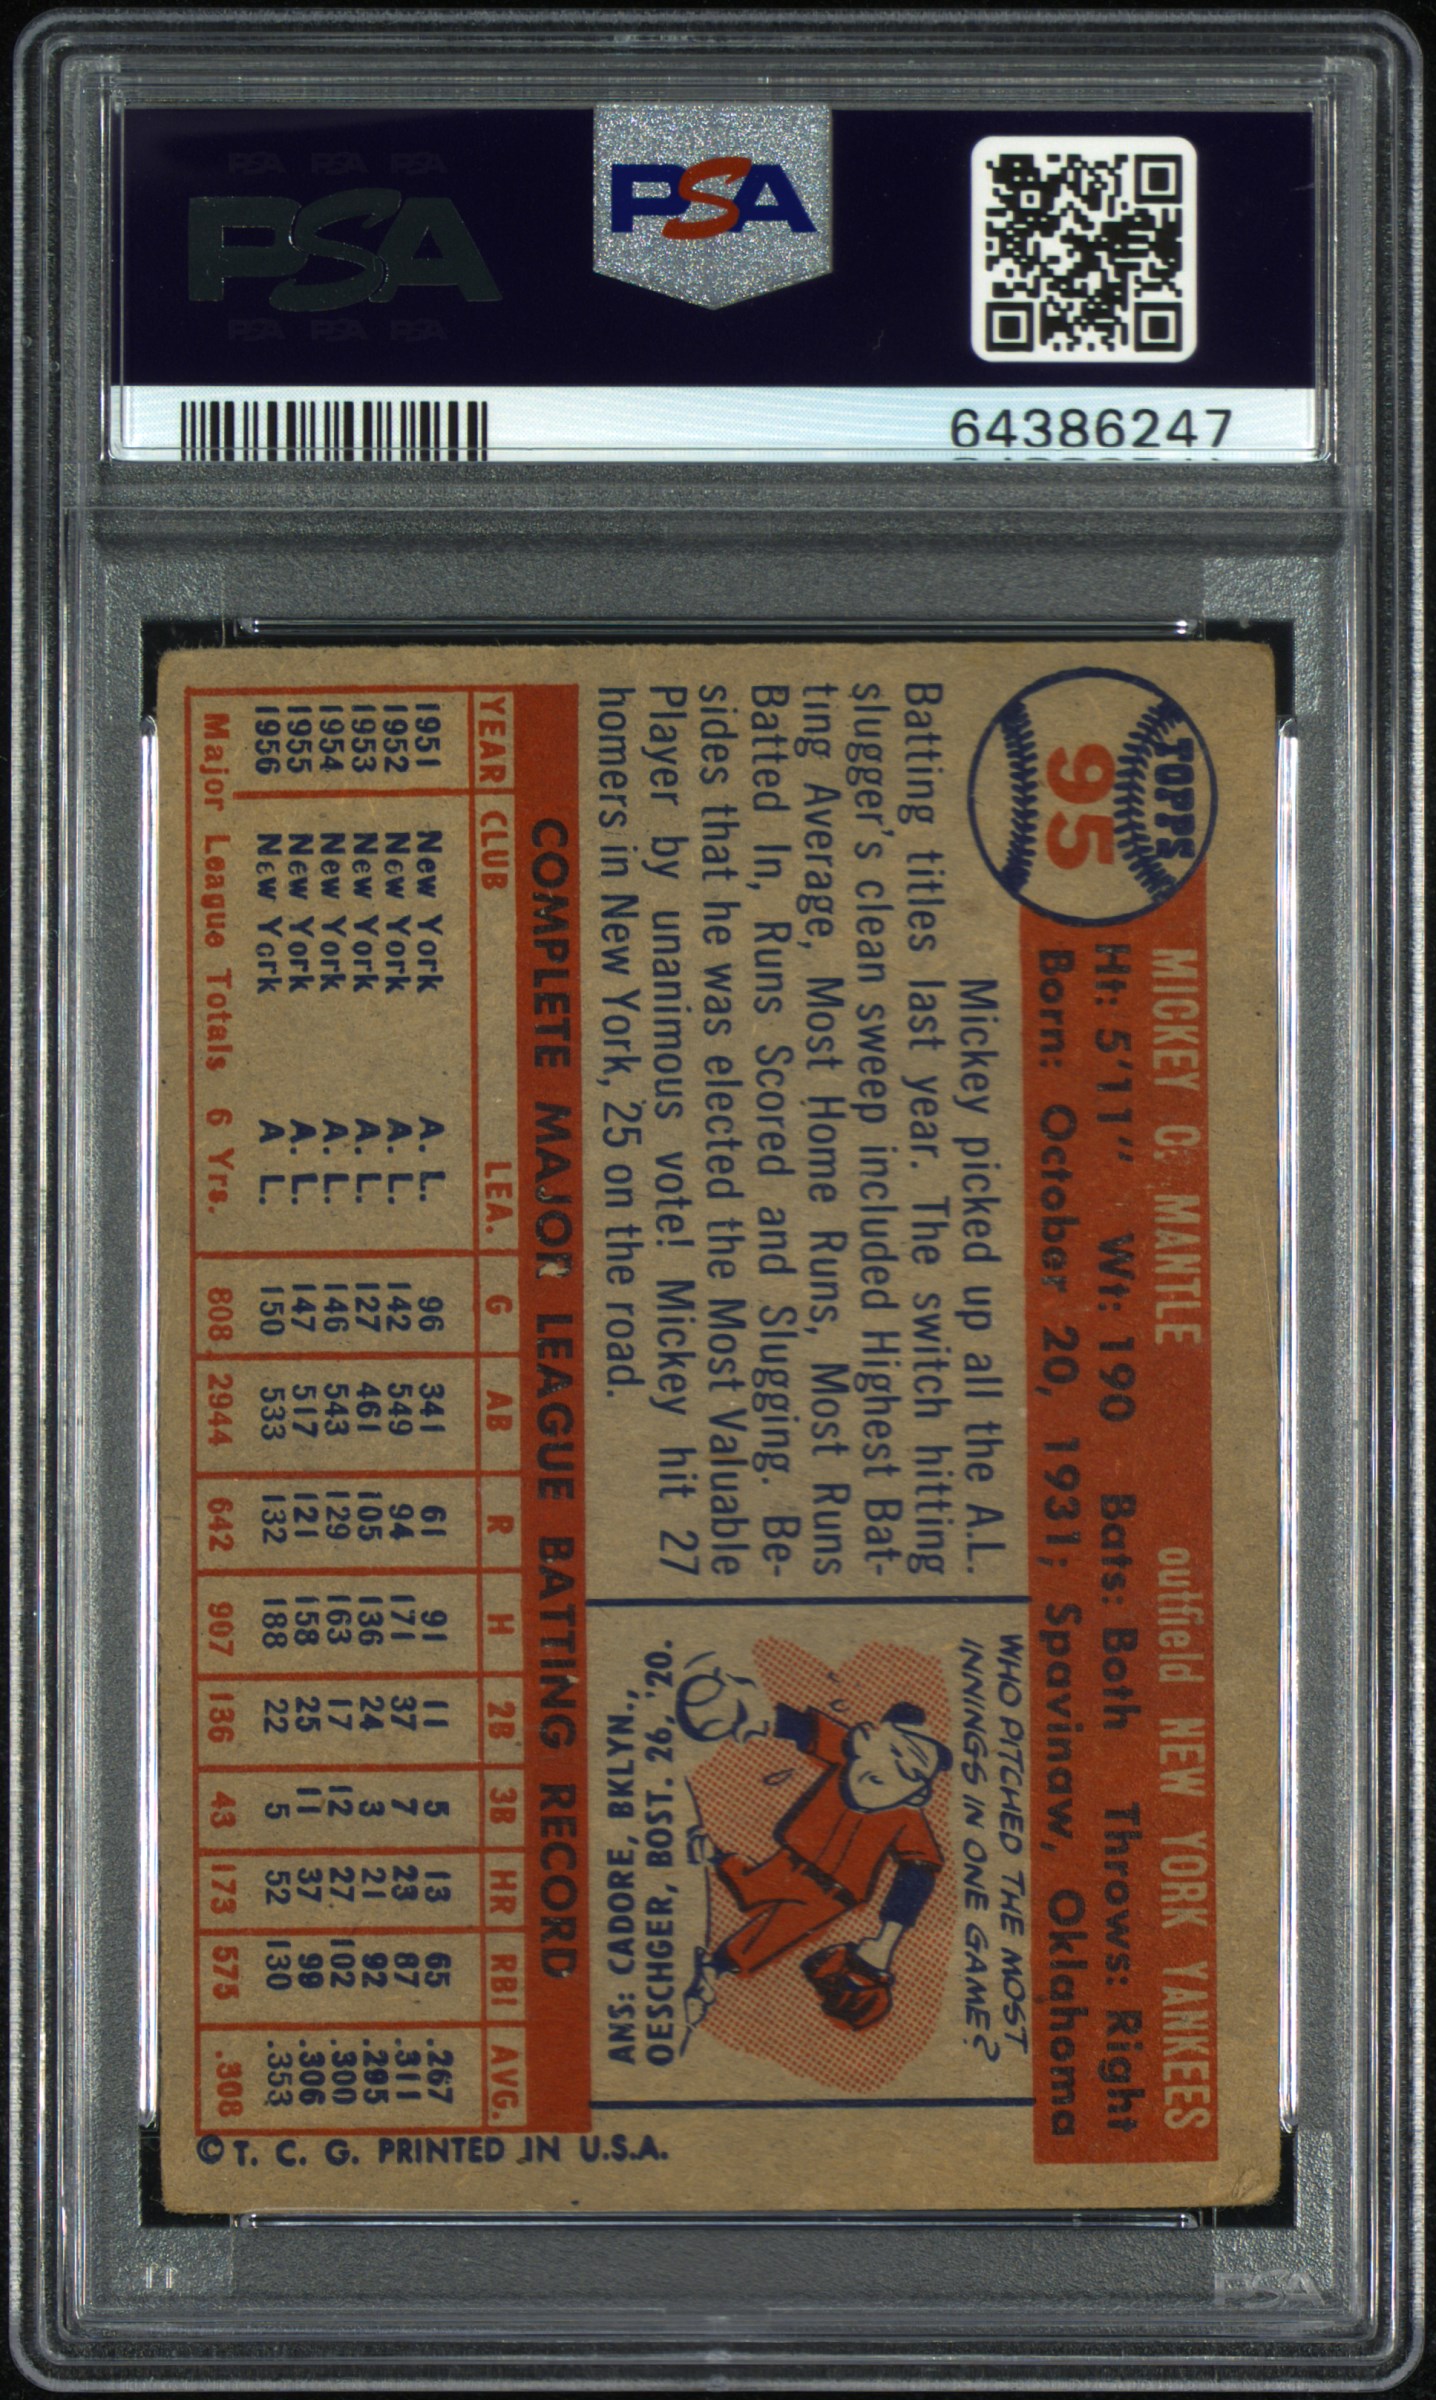 PSA PSA PSA
PSA
PSA PSA PSA
PSA
64386247
TOPPS
95
MICKEY C. MANTLE outfield NEW YORK YANKEES
Ht: 5'11" Wt: 190 Bats: Both Throws: Right
Born: October 20, 1931; Spavinaw, Oklahoma
Mickey picked up all the A.L.
Batting titles last year. The switch hitting
slugger's clean sweep included Highest Bat-
ting Average, Most Home Runs, Most Runs
Batted In, Runs Scored and Slugging. Be-
sides that he was elected the Most Valuable
Player by unanimous vote! Mickey hit 27
homers in New York, 25 on the road.
WHO PITCHED THE MOST
INNINGS IN ONE GAME?
ANS: CADORE, BKLYN.,
OESCHGER, BOST. 26, '20.
COMPLETE MAJOR LEAGUE BATTING RECORD
YEAR CLUB LEA. G AB R H 2B 3B HR RBI AVG.
1951 New York A. L. 96 341 61 91 11 5 13 65 .267
1952 New York A. L. 142 549 94 171 37 7 23 87 .311
1953 New York A. L. 127 461 105 136 24 3 21 92 .295
1954 New York A. L. 146 543 129 163 17 12 27 102 .300
1955 New York A. L. 147 517 121 158 25 11 37 99 .306
1956 New York A L. 150 533 132 188 22 5 52 130 .353
Major League Totals 6 Yrs. 808 2944 642 907 136 43 173 575 .308
©T. C. G. PRINTED IN U.S.A.
PSA